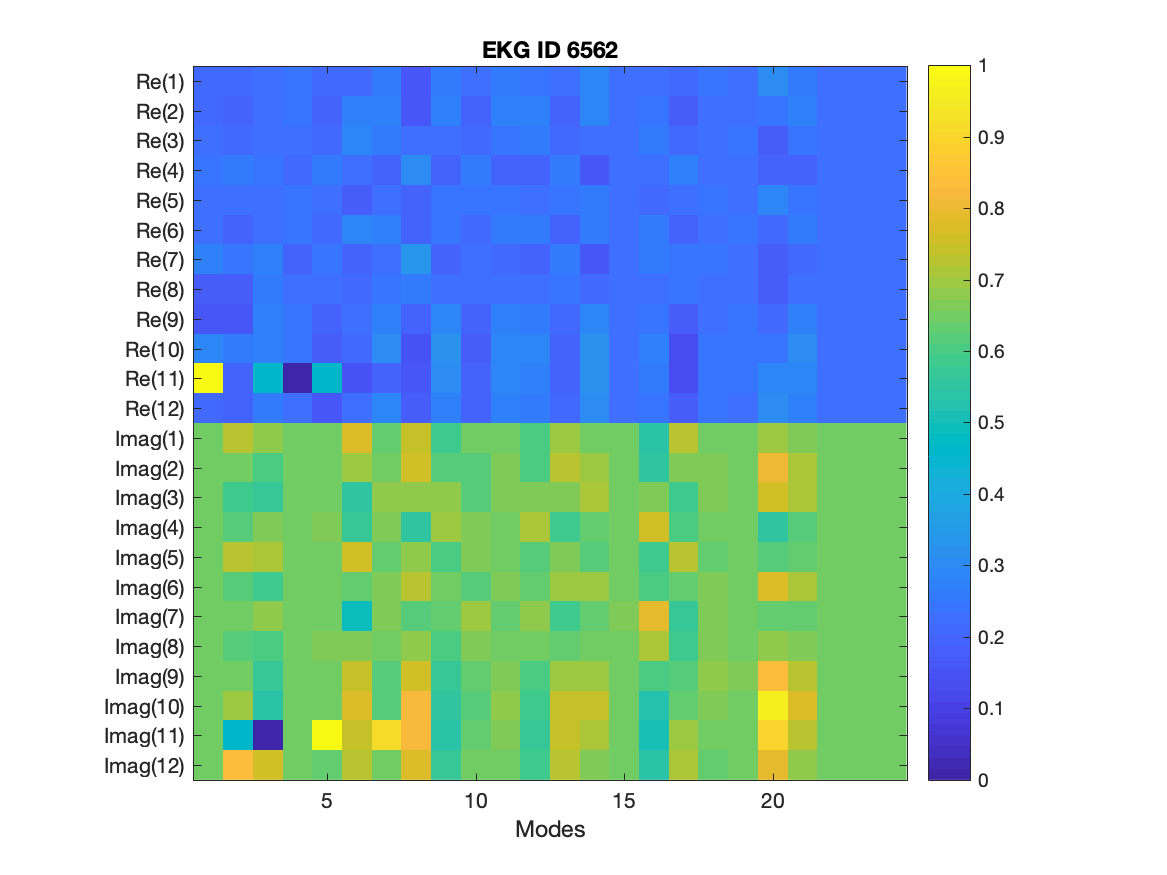 EKG ID 6562
Re(1)
Re(2)
Re(3)
Re(4)
Re(5)
Re(6)
Re(7)
Re(8)
Re(9)
Re(10)
Re(11)
Re(12)
Imag(1)
Imag(2)
Imag(3)
Imag(4)
Imag(5)
Imag(6)
Imag(7)
Imag(8)
Imag(9)
Imag(10)
Imag(11)
Imag(12)
5 10 15 20
Modes
1
0.9
0.8
0.7
0.6
0.5
0.4
0.3
0.2
0.1
0